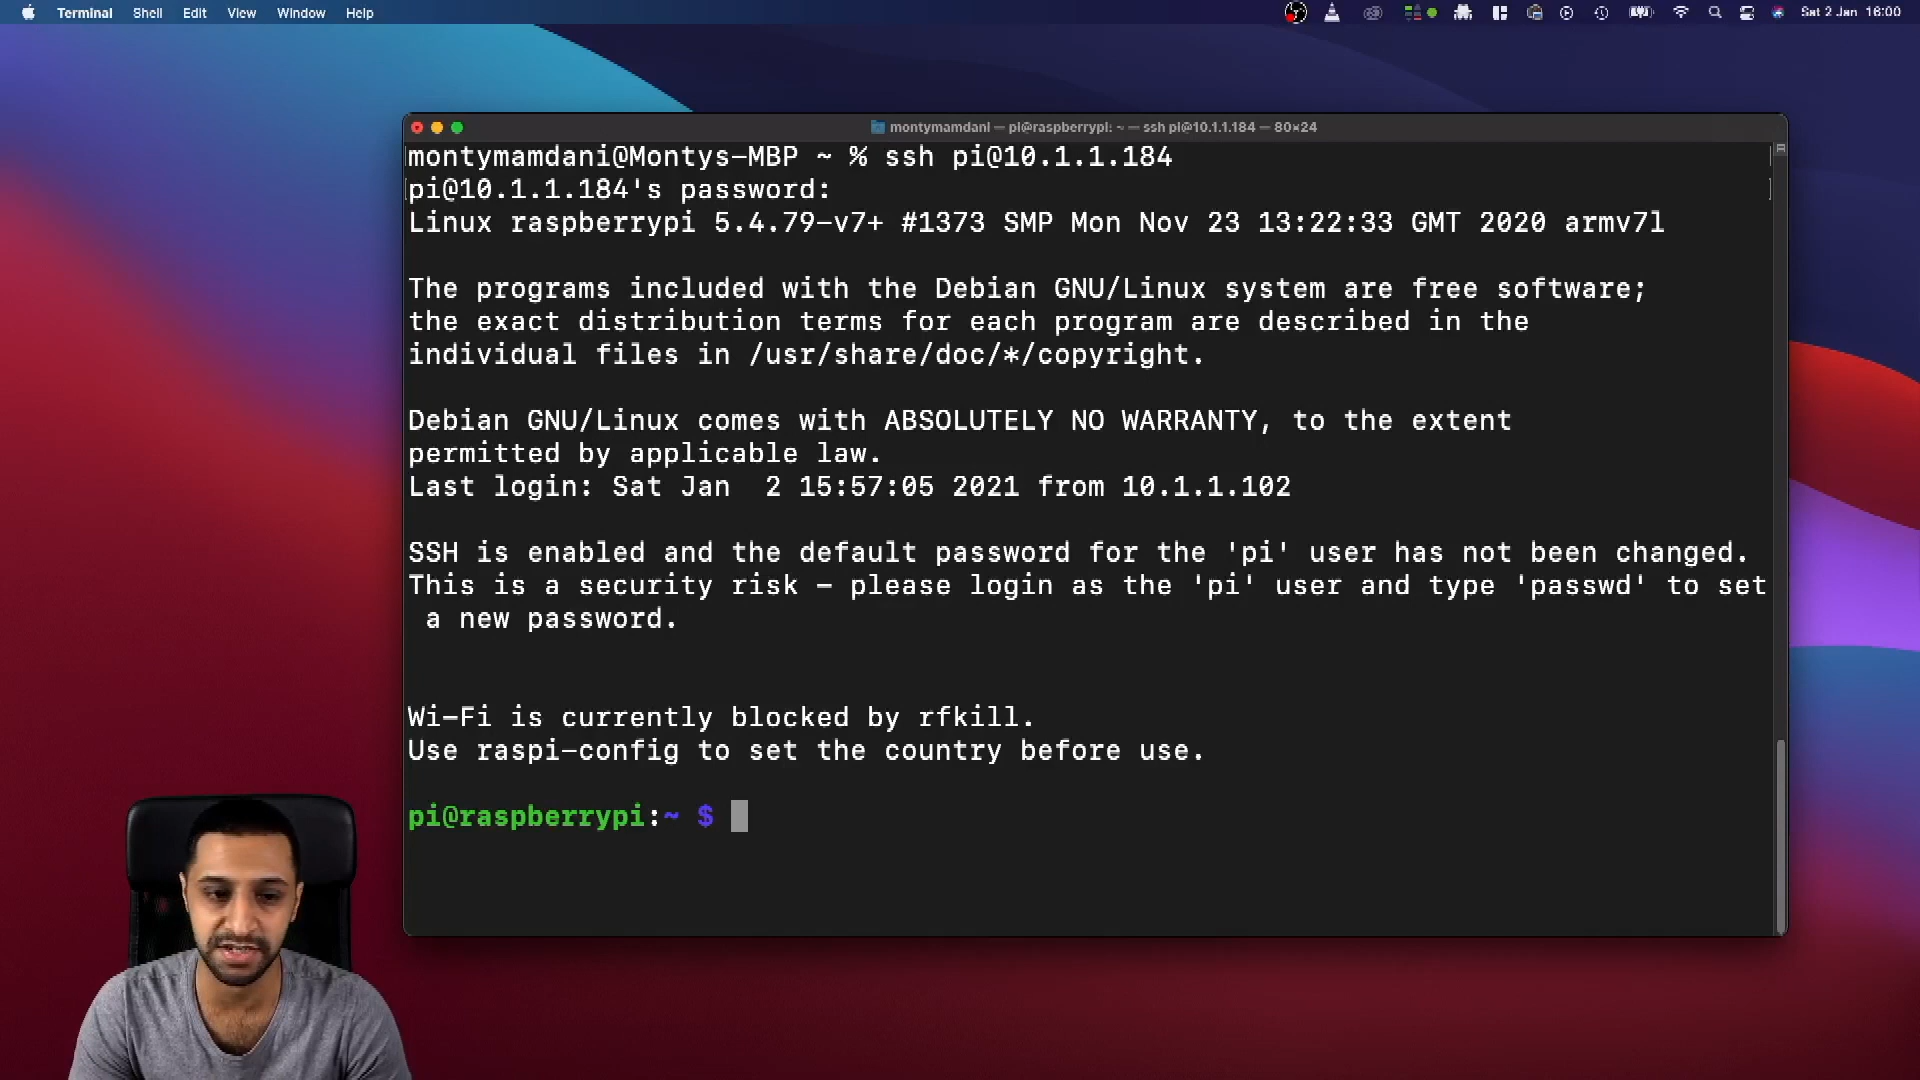 Terminal Shell Edit View Window Help Sat 2 Jan 16:00
montymamdani — pi@raspberrypi: ~ — ssh pi@10.1.1.184 — 80×24
montymamdani@Montys-MBP ~ % ssh pi@10.1.1.184
pi@10.1.1.184's password:
Linux raspberrypi 5.4.79-v7+ #1373 SMP Mon Nov 23 13:22:33 GMT 2020 armv7l
The programs included with the Debian GNU/Linux system are free software;
the exact distribution terms for each program are described in the
individual files in /usr/share/doc/*/copyright.
Debian GNU/Linux comes with ABSOLUTELY NO WARRANTY, to the extent
permitted by applicable law.
Last login: Sat Jan  2 15:57:05 2021 from 10.1.1.102
SSH is enabled and the default password for the 'pi' user has not been changed.
This is a security risk - please login as the 'pi' user and type 'passwd' to set
a new password.
Wi-Fi is currently blocked by rfkill.
Use raspi-config to set the country before use.
pi@raspberrypi:~ $